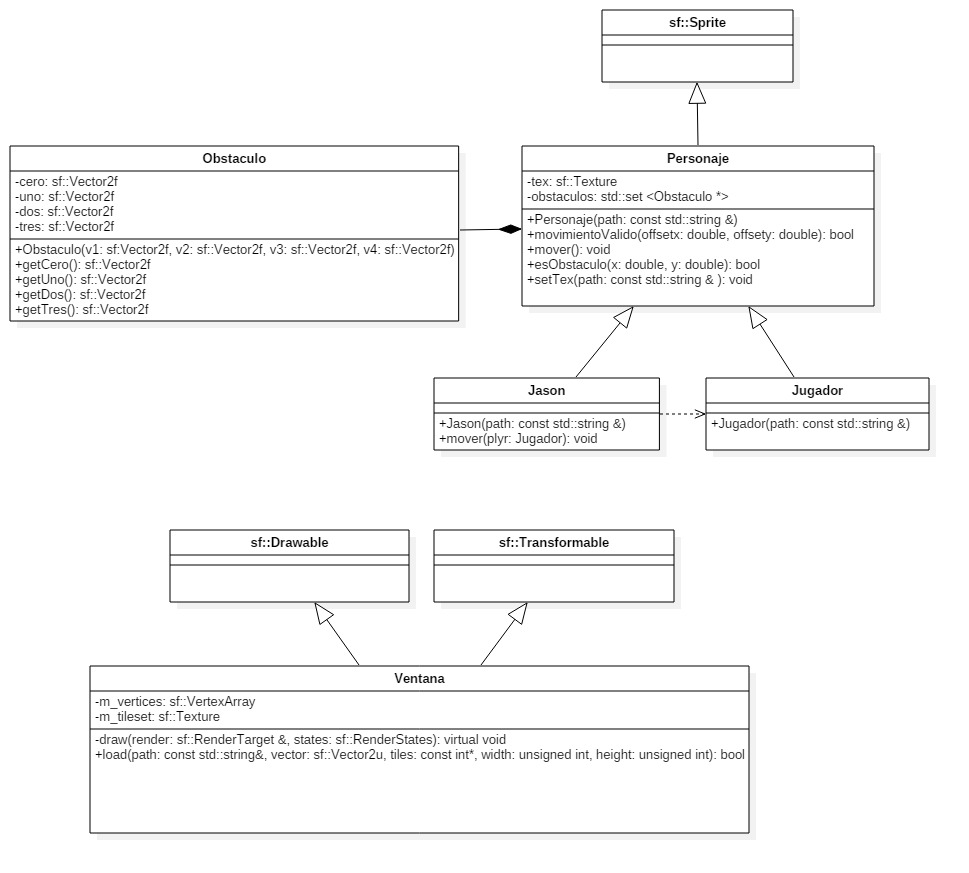 sf::Sprite
Obstaculo
-cero: sf::Vector2f
-uno: sf::Vector2f
-dos: sf::Vector2f
-tres: sf::Vector2f
+Obstaculo(v1: sf:Vector2f, v2: sf::Vector2f, v3: sf::Vector2f, v4: sf::Vector2f)
+getCero(): sf::Vector2f
+getUno(): sf::Vector2f
+getDos(): sf::Vector2f
+getTres(): sf::Vector2f
Personaje
-tex: sf::Texture
-obstaculos: std::set <Obstaculo *>
+Personaje(path: const std::string &)
+movimientoValido(offsetx: double, offsety: double): bool
+mover(): void
+esObstaculo(x: double, y: double): bool
+setTex(path: const std::string & ): void
Jason
+Jason(path: const std::string &)
+mover(plyr: Jugador): void
Jugador
+Jugador(path: const std::string &)
sf::Drawable
sf::Transformable
Ventana
-m_vertices: sf::VertexArray
-m_tileset: sf::Texture
-draw(render: sf::RenderTarget &, states: sf::RenderStates): virtual void
+load(path: const std::string&, vector: sf::Vector2u, tiles: const int*, width: unsigned int, height: unsigned int): bool